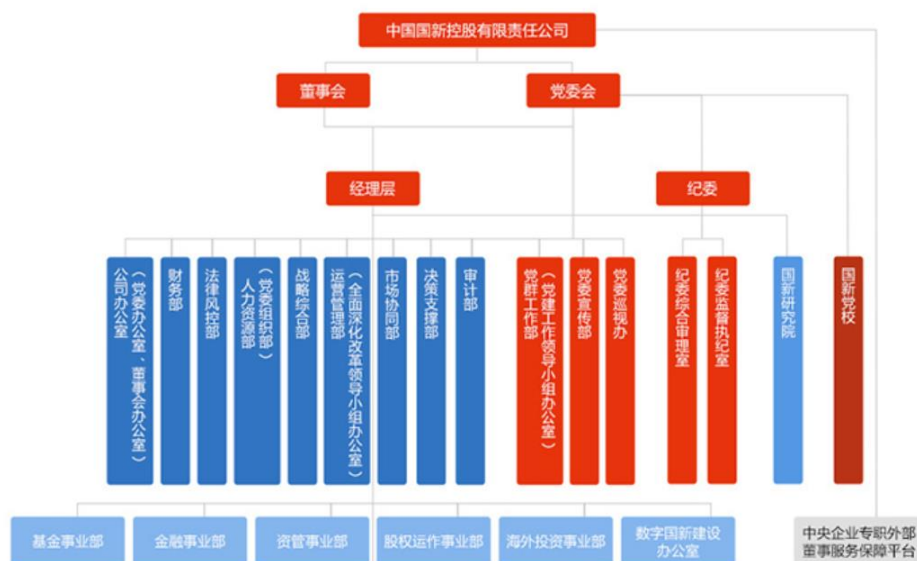 中国国新控股有限责任公司
董事会
党委会
经理层
纪委
公司办公室
（党委办公室、董事会办公室）
财务部
法律风控部
人力资源部
（党委组织部）
战略综合部
运营管理部
（全面深化改革领导小组办公室）
市场协同部
决策支撑部
审计部
党群工作部
（党建工作领导小组办公室）
党委宣传部
党委巡视办
纪委综合审理室
纪委监督执纪室
国新研究院
国新党校
基金事业部
金融事业部
资管事业部
股权运作事业部
海外投资事业部
数字国新建设
办公室
中央企业专职外部
董事服务保障平台